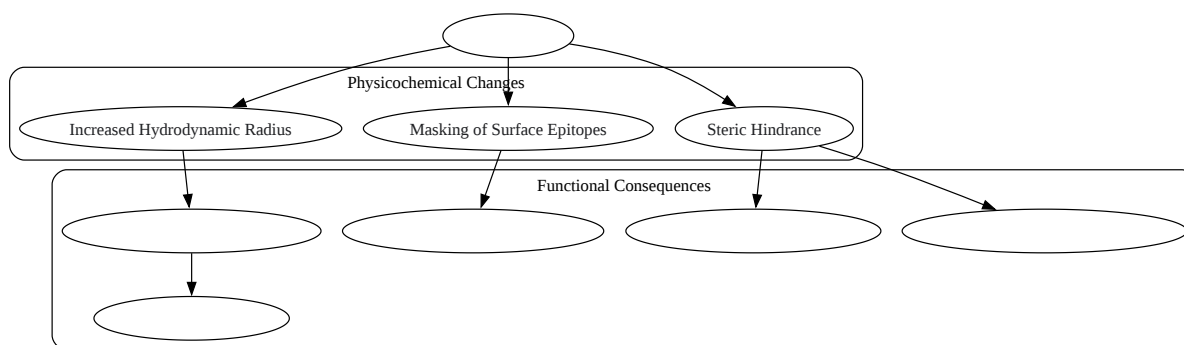 Physicochemical Changes
Increased Hydrodynamic Radius
Masking of Surface Epitopes
Steric Hindrance
Functional Consequences